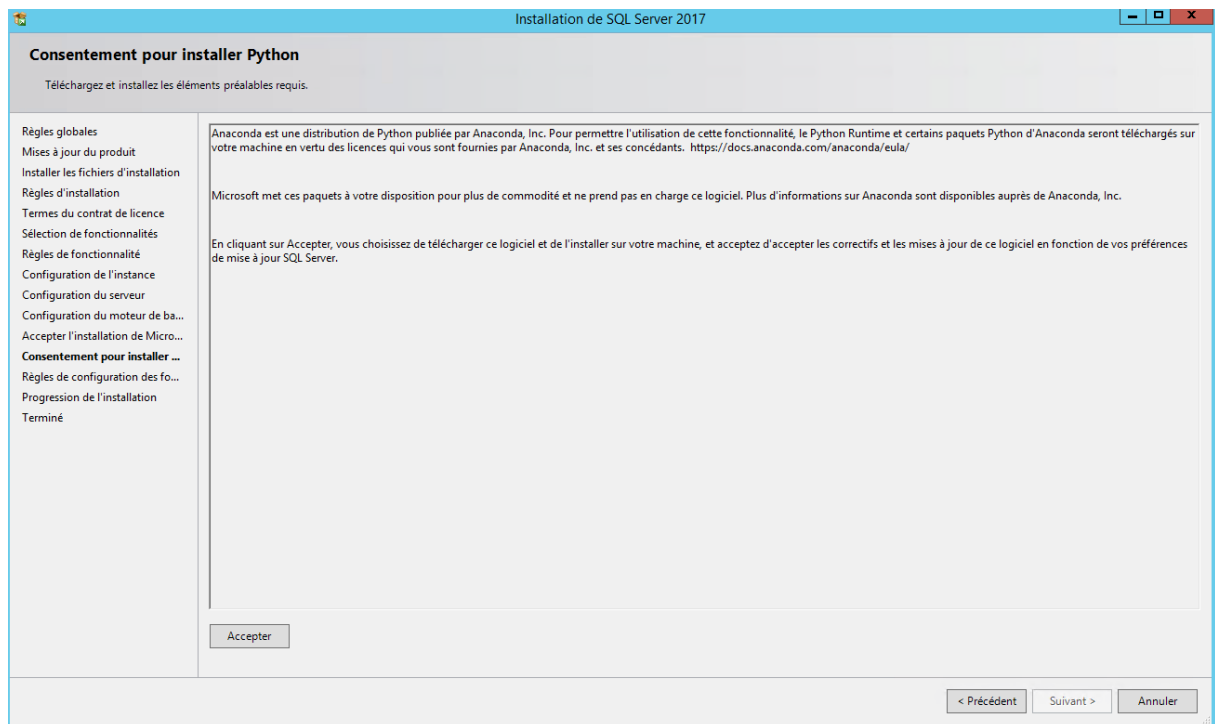 Installation de SQL Server 2017
Consentement pour installer Python
Téléchargez et installez les éléments préalables requis.
Règles globales
Mises à jour du produit
Installer les fichiers d'installation
Règles d'installation
Termes du contrat de licence
Sélection de fonctionnalités
Règles de fonctionnalité
Configuration de l'instance
Configuration du serveur
Configuration du moteur de ba...
Accepter l'installation de Micro...
Consentement pour installer ...
Règles de configuration des fo...
Progression de l'installation
Terminé
Anaconda est une distribution de Python publiée par Anaconda, Inc. Pour permettre l'utilisation de cette fonctionnalité, le Python Runtime et certains paquets Python d'Anaconda seront téléchargés sur
votre machine en vertu des licences qui vous sont fournies par Anaconda, Inc. et ses concédants. https://docs.anaconda.com/anaconda/eula/
Microsoft met ces paquets à votre disposition pour plus de commodité et ne prend pas en charge ce logiciel. Plus d'informations sur Anaconda sont disponibles auprès de Anaconda, Inc.
En cliquant sur Accepter, vous choisissez de télécharger ce logiciel et de l'installer sur votre machine, et acceptez d'accepter les correctifs et les mises à jour de ce logiciel en fonction de vos préférences
de mise à jour SQL Server.
Accepter
< Précédent
Suivant >
Annuler